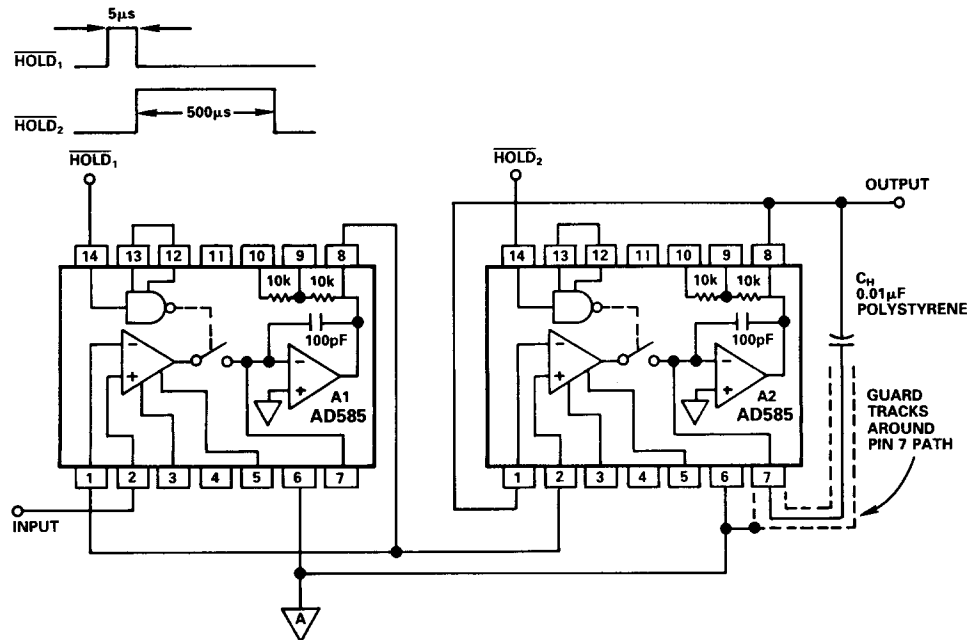 5µs
HOLD₁
500µs
HOLD₂
HOLD₁
HOLD₂
OUTPUT
14 13 12 11 10 9 8
14 13 12 11 10 9 8
10k 10k
10k 10k
C_H
0.01µF
POLYSTYRENE
100pF
100pF
−
+
−
+
−
+
−
+
A1
AD585
A2
AD585
GUARD
TRACKS
AROUND
PIN 7 PATH
1 2 3 4 5 6 7
1 2 3 4 5 6 7
INPUT
A